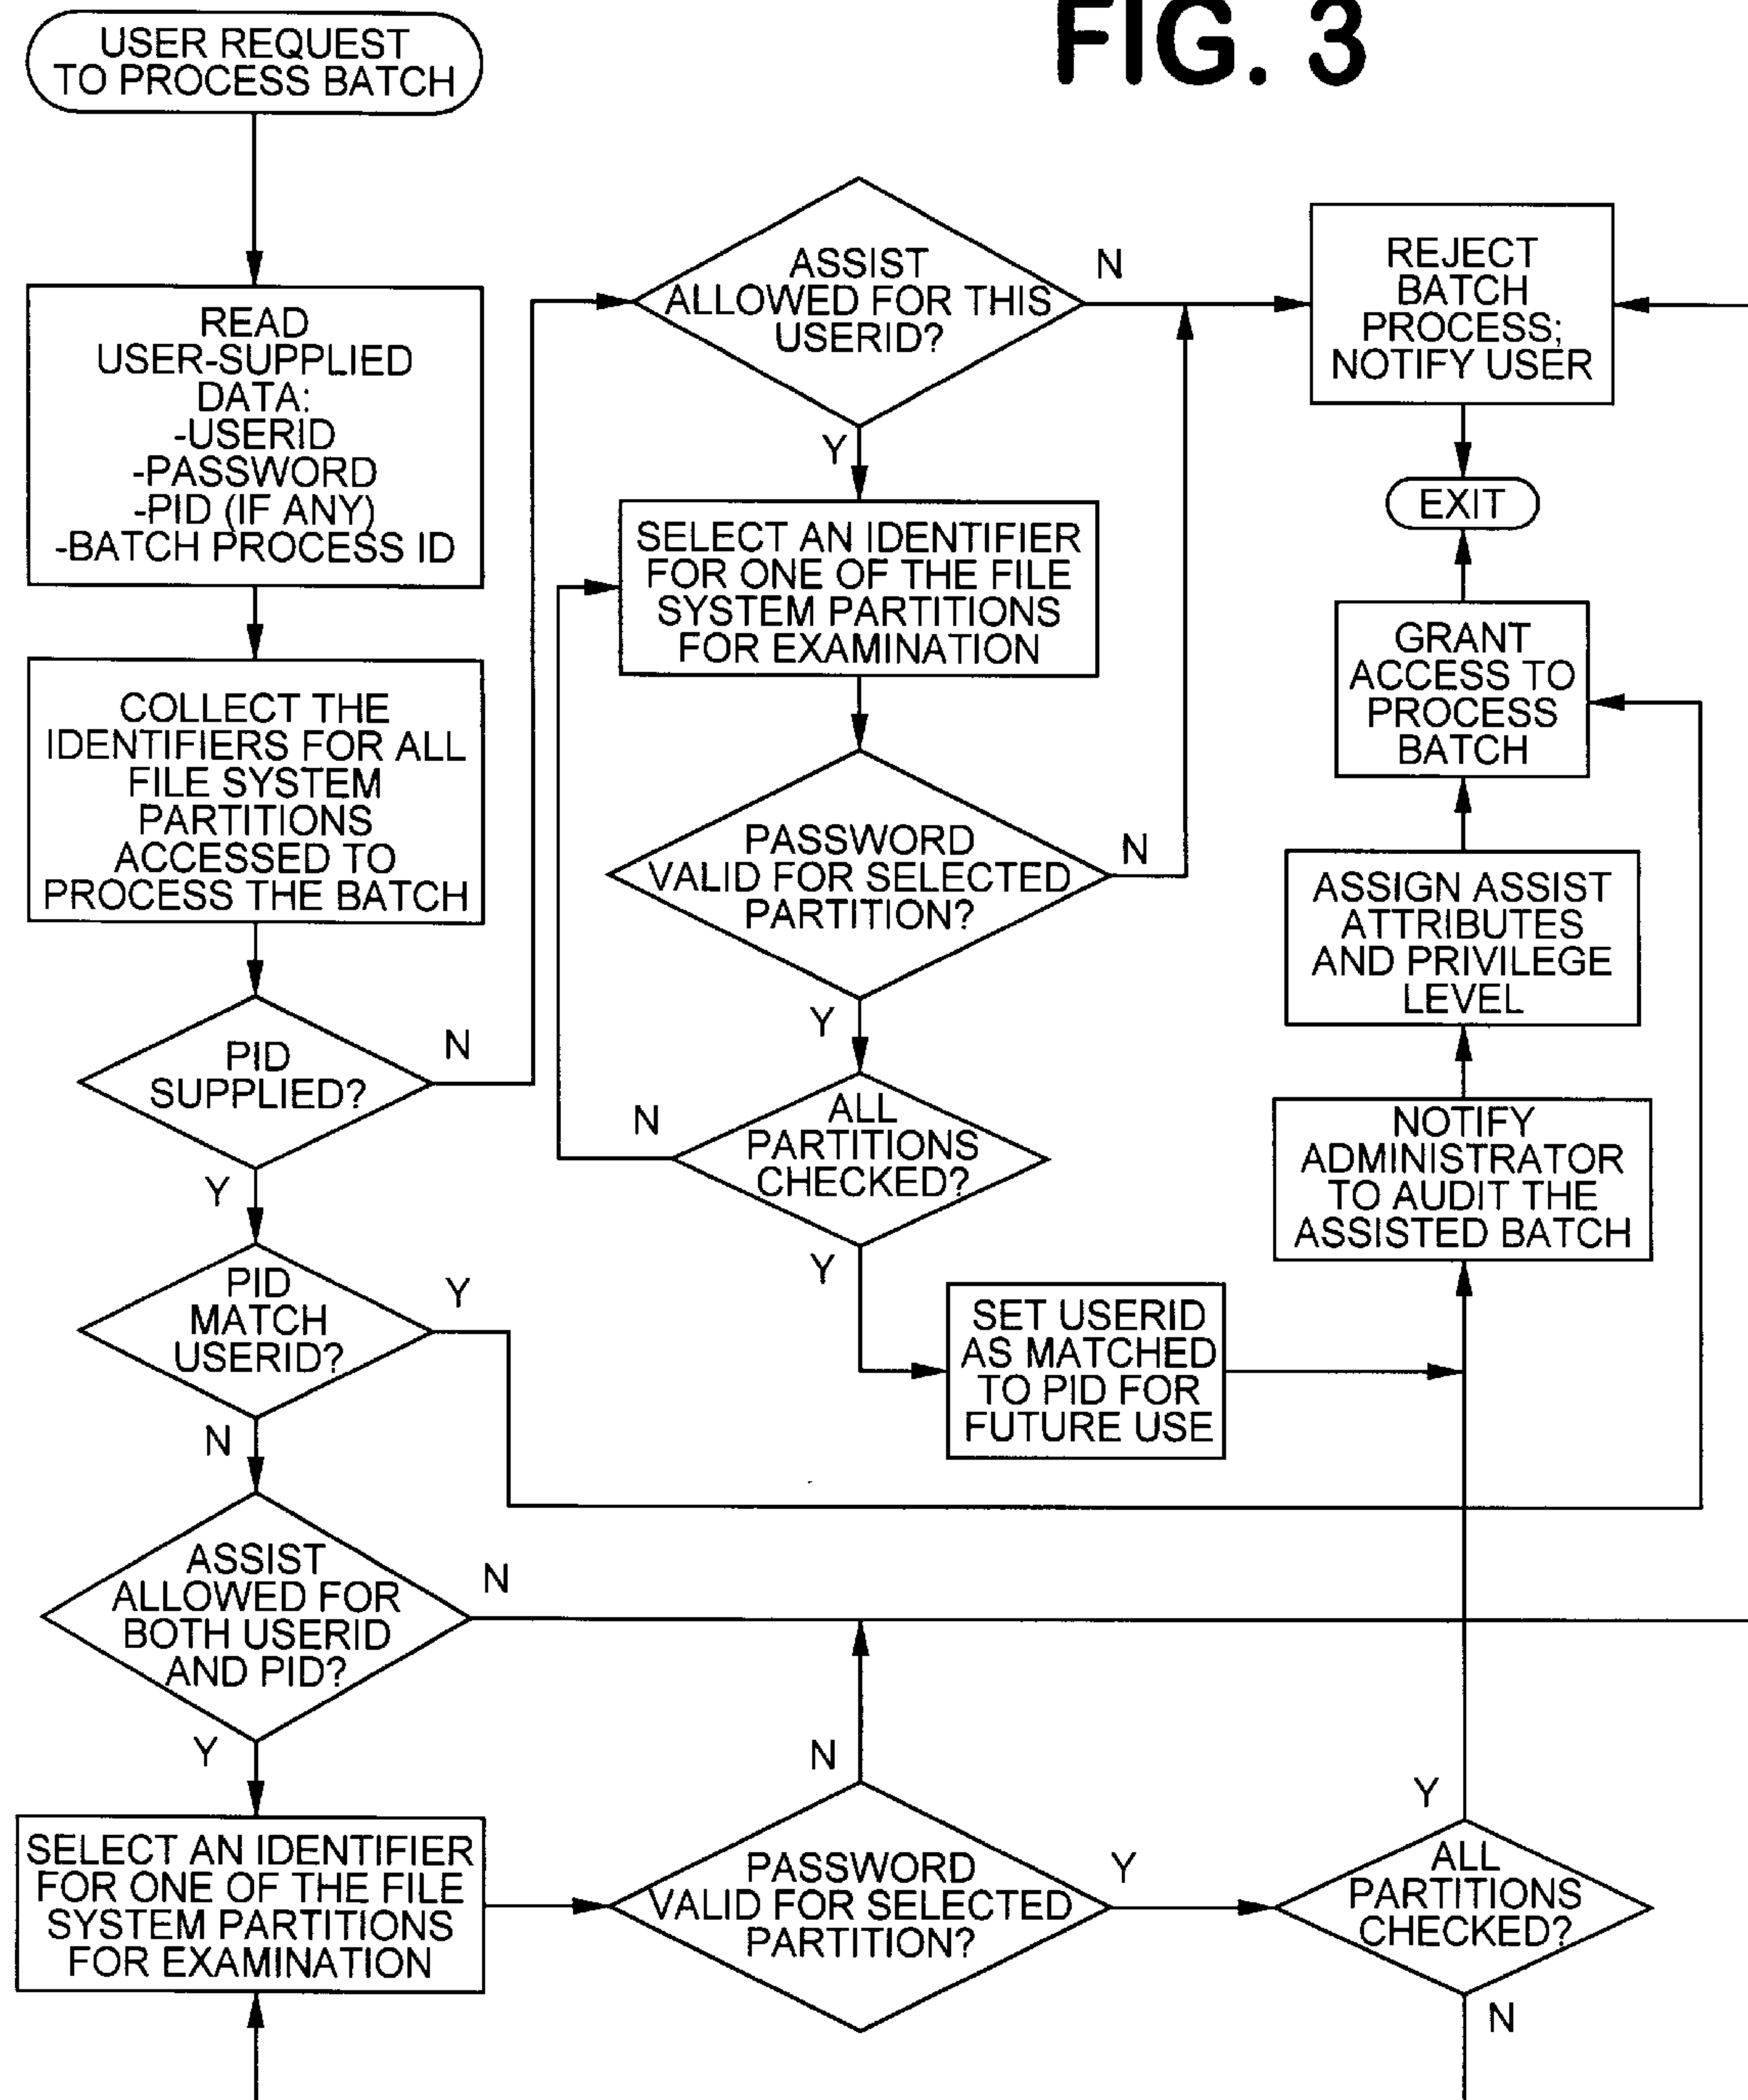 FIG. 3
USER REQUEST
TO PROCESS BATCH
READ
USER-SUPPLIED
DATA:
-USERID
-PASSWORD
-PID (IF ANY)
-BATCH PROCESS ID
COLLECT THE
IDENTIFIERS FOR ALL
FILE SYSTEM
PARTITIONS
ACCESSED TO
PROCESS THE BATCH
PID
SUPPLIED?
N
Y
PID
MATCH
USERID?
Y
N
ASSIST
ALLOWED FOR
BOTH USERID
AND PID?
N
Y
SELECT AN IDENTIFIER
FOR ONE OF THE FILE
SYSTEM PARTITIONS
FOR EXAMINATION
ASSIST
ALLOWED FOR THIS
USERID?
N
Y
SELECT AN IDENTIFIER
FOR ONE OF THE FILE
SYSTEM PARTITIONS
FOR EXAMINATION
PASSWORD
VALID FOR SELECTED
PARTITION?
N
Y
ALL
PARTITIONS
CHECKED?
N
Y
SET USERID
AS MATCHED
TO PID FOR
FUTURE USE
N
PASSWORD
VALID FOR SELECTED
PARTITION?
Y
REJECT
BATCH
PROCESS;
NOTIFY USER
EXIT
GRANT
ACCESS TO
PROCESS
BATCH
ASSIGN ASSIST
ATTRIBUTES
AND PRIVILEGE
LEVEL
NOTIFY
ADMINISTRATOR
TO AUDIT THE
ASSISTED BATCH
Y
ALL
PARTITIONS
CHECKED?
N